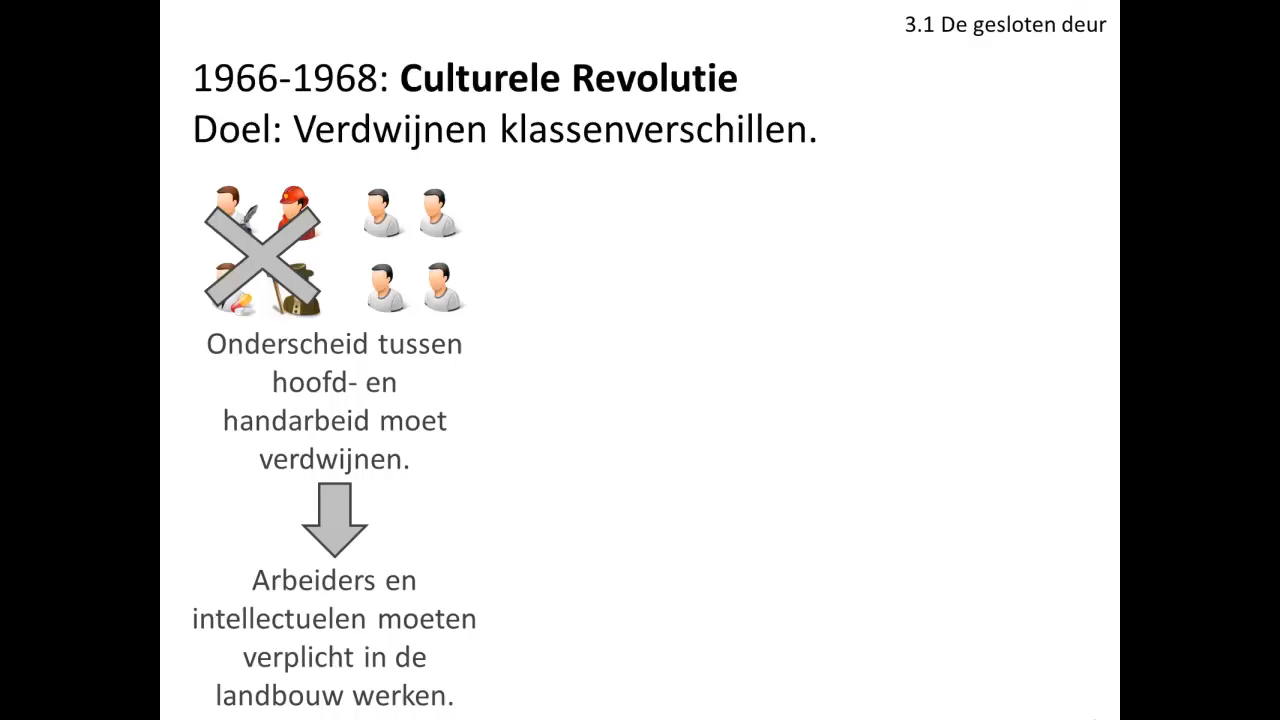 3.1 De gesloten deur
1966-1968: Culturele Revolutie
Doel: Verdwijnen klassenverschillen.
Onderscheid tussen
hoofd- en
handarbeid moet
verdwijnen.
Arbeiders en
intellectuelen moeten
verplicht in de
landbouw werken.